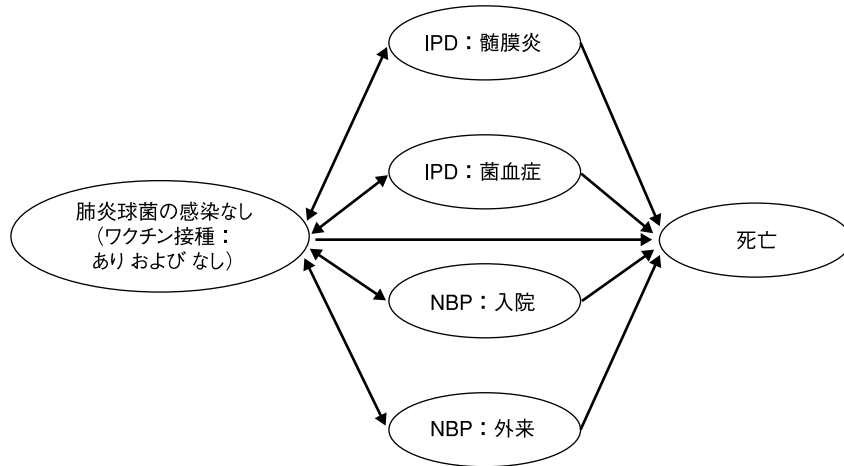 IPD：髄膜炎
IPD：菌血症
肺炎球菌の感染なし
（ワクチン接種：
あり および なし）
死亡
NBP：入院
NBP：外来